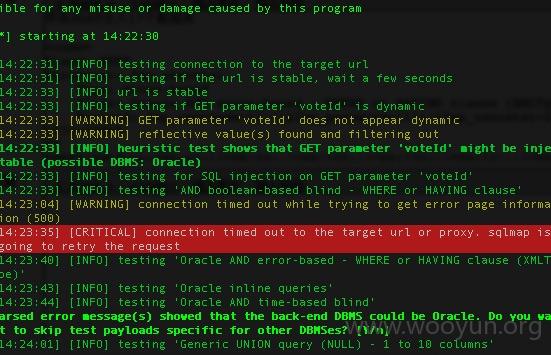 ible for any misuse or damage caused by this program
*] starting at 14:22:30
14:22:31] [INFO] testing connection to the target url
14:22:31] [INFO] testing if the url is stable, wait a few seconds
14:22:33] [INFO] url is stable
14:22:33] [INFO] testing if GET parameter 'voteId' is dynamic
14:22:33] [WARNING] GET parameter 'voteId' does not appear dynamic
14:22:33] [WARNING] reflective value(s) found and filtering out
14:22:33] [INFO] heuristic test shows that GET parameter 'voteId' might be inje
table (possible DBMS: Oracle)
14:22:33] [INFO] testing for SQL injection on GET parameter 'voteId'
14:22:33] [INFO] testing 'AND boolean-based blind - WHERE or HAVING clause'
14:23:04] [WARNING] connection timed out while trying to get error page informa
ion (500)
14:23:35] [CRITICAL] connection timed out to the target url or proxy. sqlmap is
going to retry the request
14:23:40] [INFO] testing 'Oracle AND error-based - WHERE or HAVING clause (XMLT
pe)'
14:23:43] [INFO] testing 'Oracle inline queries'
14:23:44] [INFO] testing 'Oracle AND time-based blind'
arsed error message(s) showed that the back-end DBMS could be Oracle. Do you wa
t to skip test payloads specific for other DBMSes? [Y/n]
14:24:01] [INFO] testing 'Generic UNION query (NULL) - 1 to 10 columns'
www.wooyun.org